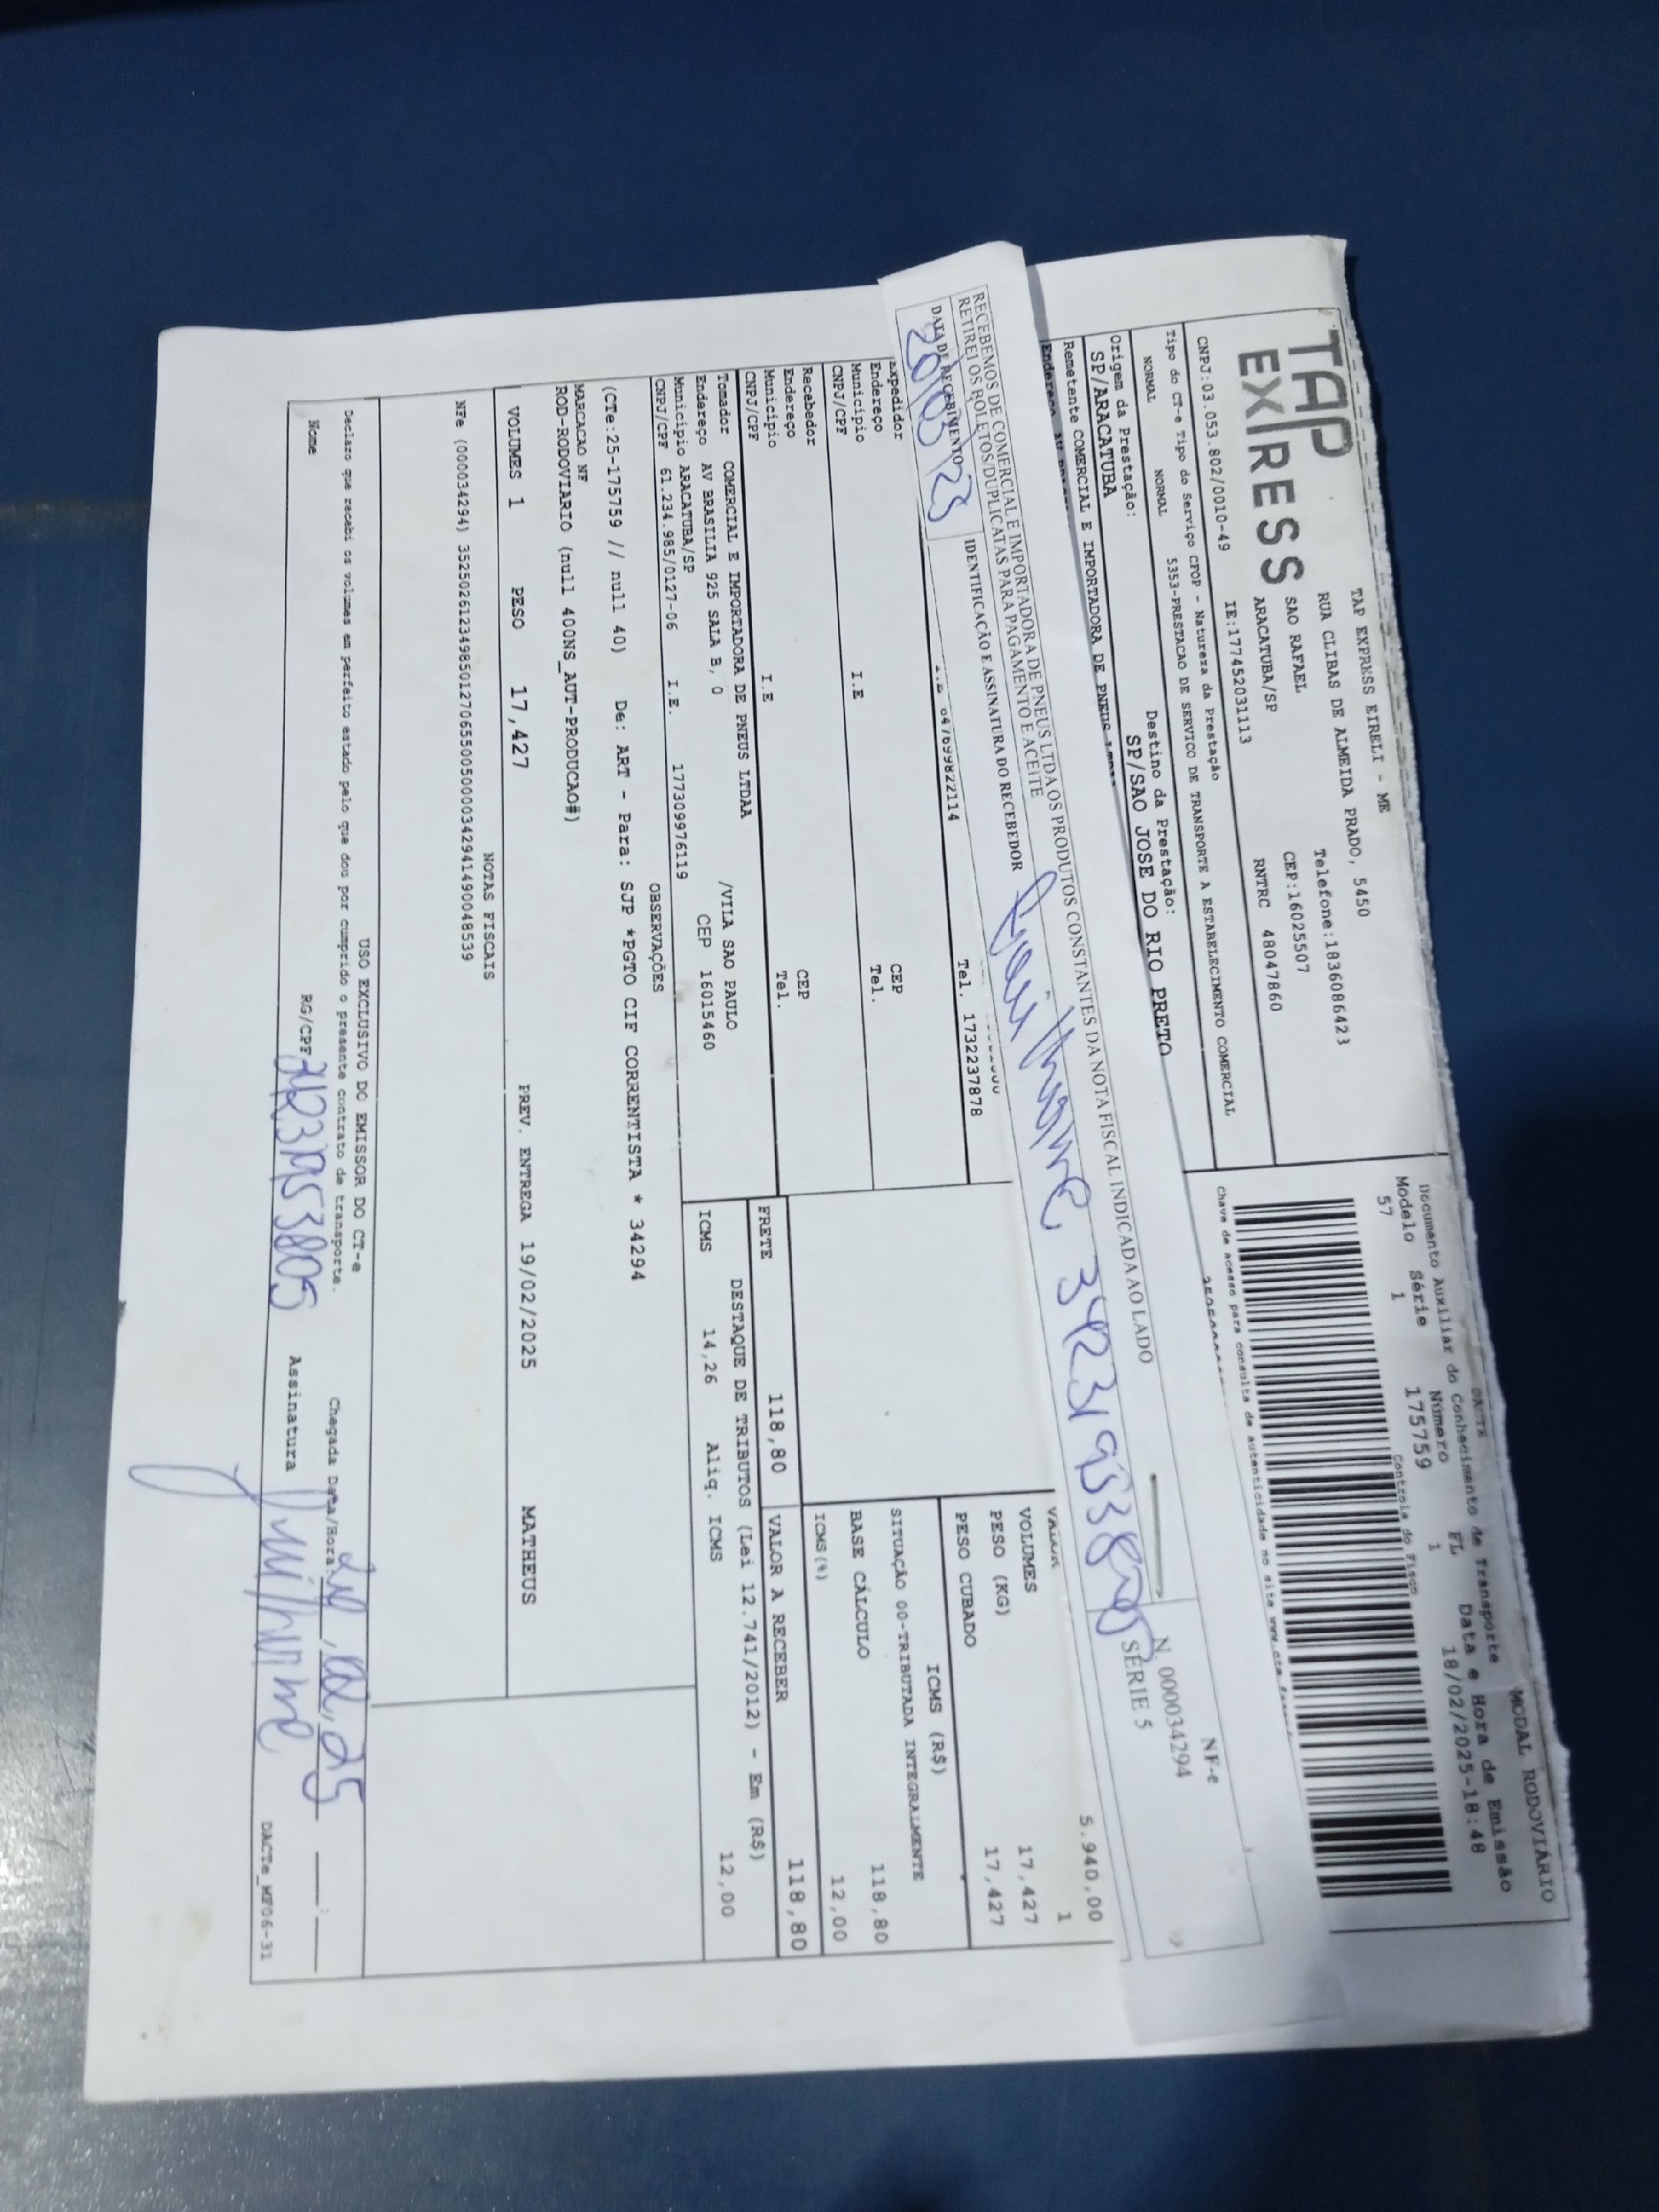 TAP EXPRESS
TAP EXPRESS EIRELI - ME
RUA CLIBAS DE ALMEIDA PRADO, 5450
SAO RAFAEL Telefone:1836086423
ARACATUBA/SP CEP:16025507
CNPJ:03.053.802/0010-49 IE:177452031113 RNTRC 48047860
MODAL RODOVIÁRIO
DACTE
Documento Auxiliar do Conhecimento de Transporte
Modelo Série Número FL Data e Hora de Emissão
57 1 175759 1 18/02/2025-18:48
Controle do Fisco
Chave de acesso para consulta de autenticidade no site
Tipo do CT-e Tipo do Serviço CFOP - Natureza da Prestação
NORMAL NORMAL 5353-PRESTACAO DE SERVICO DE TRANSPORTE A ESTABELECIMENTO COMERCIAL
Origem da Prestação: Destino da Prestação:
SP/ARACATUBA SP/SAO JOSE DO RIO PRETO
Remetente COMERCIAL E IMPORTADORA DE PNEUS
Endereço
RECEBEMOS DE COMERCIAL E IMPORTADORA DE PNEUS LTDA OS PRODUTOS CONSTANTES DA NOTA FISCAL INDICADA AO LADO
RETIREI OS BOLETOS/DUPLICATAS PARA PAGAMENTO E ACEITE
DATA DE RECEBIMENTO IDENTIFICAÇÃO E ASSINATURA DO RECEBEDOR
Guilherme
NF-e
N. 000034294
SÉRIE 5
Tel. 1732237878
VALOR 5.940,00
VOLUMES 1
PESO (KG) 17,427
PESO CUBADO 17,427
ICMS (R$)
SITUAÇÃO 00-TRIBUTADA INTEGRALMENTE
BASE CÁLCULO 118,80
ICMS(%) 12,00
Expedidor
Endereço CEP
Município Tel.
CNPJ/CPF I.E
Recebedor
Endereço CEP
Município Tel.
CNPJ/CPF I.E
FRETE 118,80 VALOR A RECEBER 118,80
Tomador COMERCIAL E IMPORTADORA DE PNEUS LTDAA
Endereço AV BRASILIA 925 SALA B, 0 /VILA SAO PAULO
Município ARACATUBA/SP CEP 16015460
CNPJ/CPF 61.234.985/0127-06 I.E. 177309976119
DESTAQUE DE TRIBUTOS (Lei 12.741/2012) - Em (R$)
ICMS 14,26 Aliq. ICMS 12,00
OBSERVAÇÕES
(CTe:25-175759 // null 40) De: ART - Para: SJP *PGTO CIF CORRENTISTA * 34294
MARCACAO NF
ROD-RODOVIARIO (null 400NS_AUT-PRODUCAO#)
VOLUMES 1 PESO 17,427 PREV. ENTREGA 19/02/2025 MATHEUS
NOTAS FISCAIS
NFe (000034294) 35250261234985012706550050000342941490048539
USO EXCLUSIVO DO EMISSOR DO CT-e
Declaro que recebi os volumes em perfeito estado pelo que dou por cumprido o presente contrato de transporte.
Chegada Data/Hora
Nome RG/CPF Assinatura Guilherme
DACTe_MF06-31